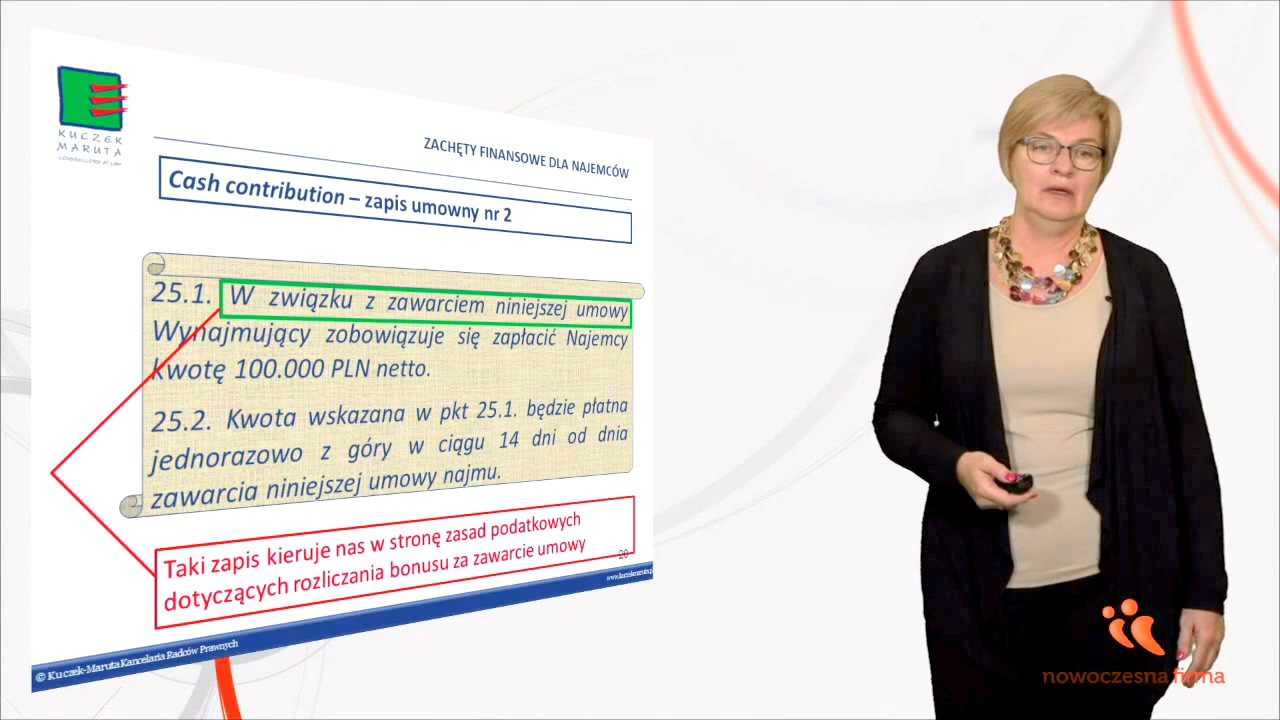 KUCZEK
MARUTA
COUNSELLORS AT LAW
ZACHĘTY FINANSOWE DLA NAJEMCÓW
Cash contribution – zapis umowny nr 2
25.1. W związku z zawarciem niniejszej umowy
Wynajmujący zobowiązuje się zapłacić Najemcy
kwotę 100.000 PLN netto.
25.2. Kwota wskazana w pkt 25.1. będzie płatna
jednorazowo z góry w ciągu 14 dni od dnia
zawarcia niniejszej umowy najmu.
Taki zapis kieruje nas w stronę zasad podatkowych
dotyczących rozliczania bonusu za zawarcie umowy
20
© Kuczek-Maruta Kancelaria Radców Prawnych
nowoczesna firma